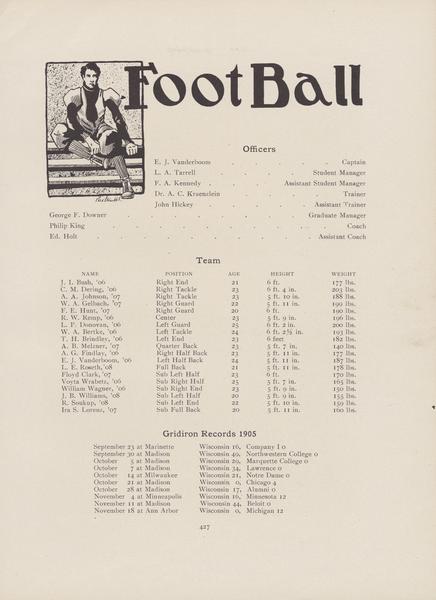 FootBall
Officers
E. J. Vanderboom . . . . . . Captain
L. A. Tarrell . . . . . Student Manager
F. A. Kennedy . . . . Assistant Student Manager
Dr. A. C. Kraenzlein . . . . . Trainer
John Hickey . . . . . Assistant Trainer
George F. Downer . . . . . . Graduate Manager
Philip King . . . . . . . Coach
Ed. Holt . . . . . . . Assistant Coach
Team
NAME POSITION AGE HEIGHT WEIGHT
J. I. Bush, '06 Right End 21 6 ft. 177 lbs.
C. M. Dering, '06 Right Tackle 23 6 ft. 4 in. 203 lbs.
A. A. Johnson, '07 Right Tackle 23 5 ft. 10 in. 188 lbs.
W. A. Gelbach, '07 Right Guard 22 5 ft. 11 in. 199 lbs.
F. E. Hunt, '07 Right Guard 20 6 ft. 190 lbs.
R. W. Remp, '06 Center 23 5 ft. 9 in. 196 lbs.
L. P. Donovan, '06 Left Guard 25 6 ft. 2 in. 200 lbs.
W. A. Bertke, '06 Left Tackle 24 6 ft. 2½ in. 193 lbs.
T. H. Brindley, '06 Left End 23 6 feet 182 lbs.
A. B. Melzner, '07 Quarter Back 23 5 ft. 7 in. 140 lbs.
A. G. Findlay, '06 Right Half Back 23 5 ft. 11 in. 177 lbs.
E. J. Vanderboom, '06 Left Half Back 24 5 ft. 11 in. 187 lbs.
L. E. Roseth, '08 Full Back 21 5 ft. 11 in. 178 lbs.
Floyd Clark, '07 Sub Left Half 23 6 ft. 170 lbs.
Voyta Wrabetz, '06 Sub Right Half 25 5 ft. 7 in. 165 lbs.
William Wagner, '06 Sub Right End 23 5 ft. 9 in. 150 lbs.
J. B. Williams, '08 Sub Left Half 20 5 ft. 9 in. 155 lbs.
R. Soukup, '08 Sub Left End 22 5 ft. 10 in. 159 lbs.
Ira S. Lorenz, '07 Sub Full Back 20 5 ft. 11 in. 160 lbs.
Gridiron Records 1905
September 23 at Marinette Wisconsin 16, Company I 0
September 30 at Madison Wisconsin 49, Northwestern College 0
October 5 at Madison Wisconsin 29, Marquette College 0
October 7 at Madison Wisconsin 34, Lawrence 0
October 14 at Milwaukee Wisconsin 21, Notre Dame 0
October 21 at Madison Wisconsin 0, Chicago 4
October 28 at Madison Wisconsin 17, Alumni 0
November 4 at Minneapolis Wisconsin 16, Minnesota 12
November 11 at Madison Wisconsin 44, Beloit 0
November 18 at Ann Arbor Wisconsin 0, Michigan 12
427